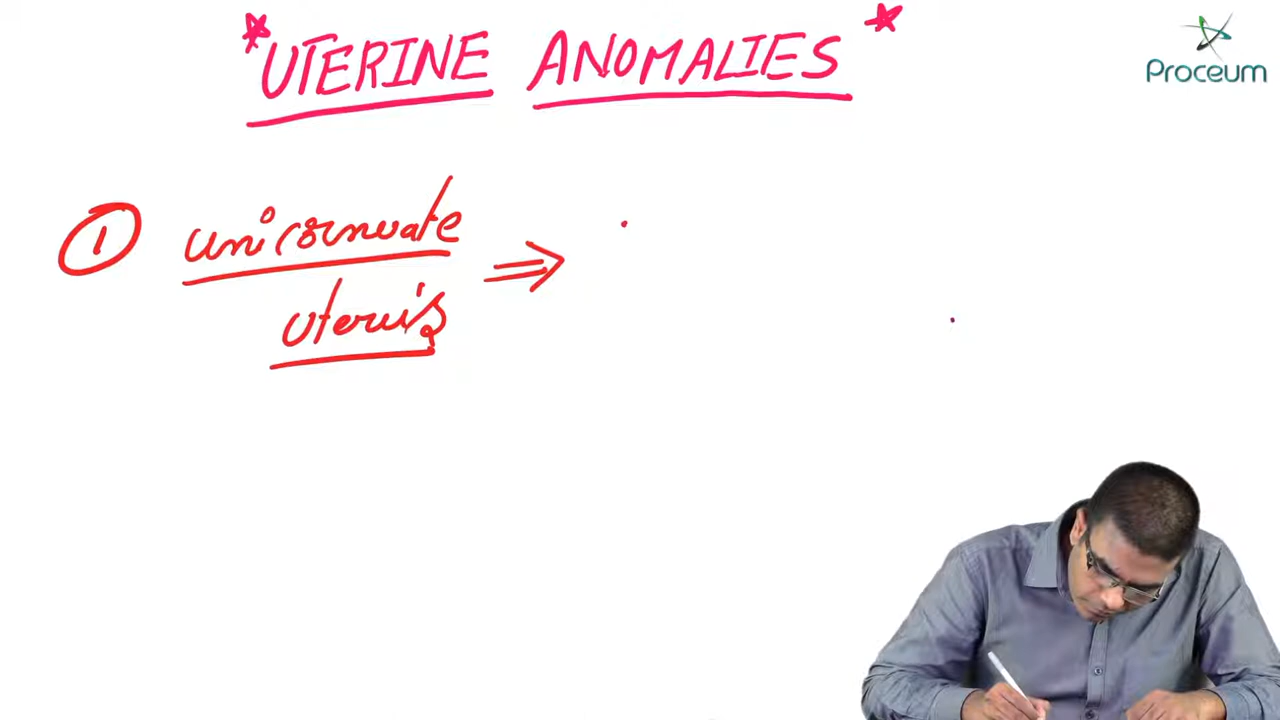 *UTERINE ANOMALIES*
Proceum
① unicornuate
uterus
⇒